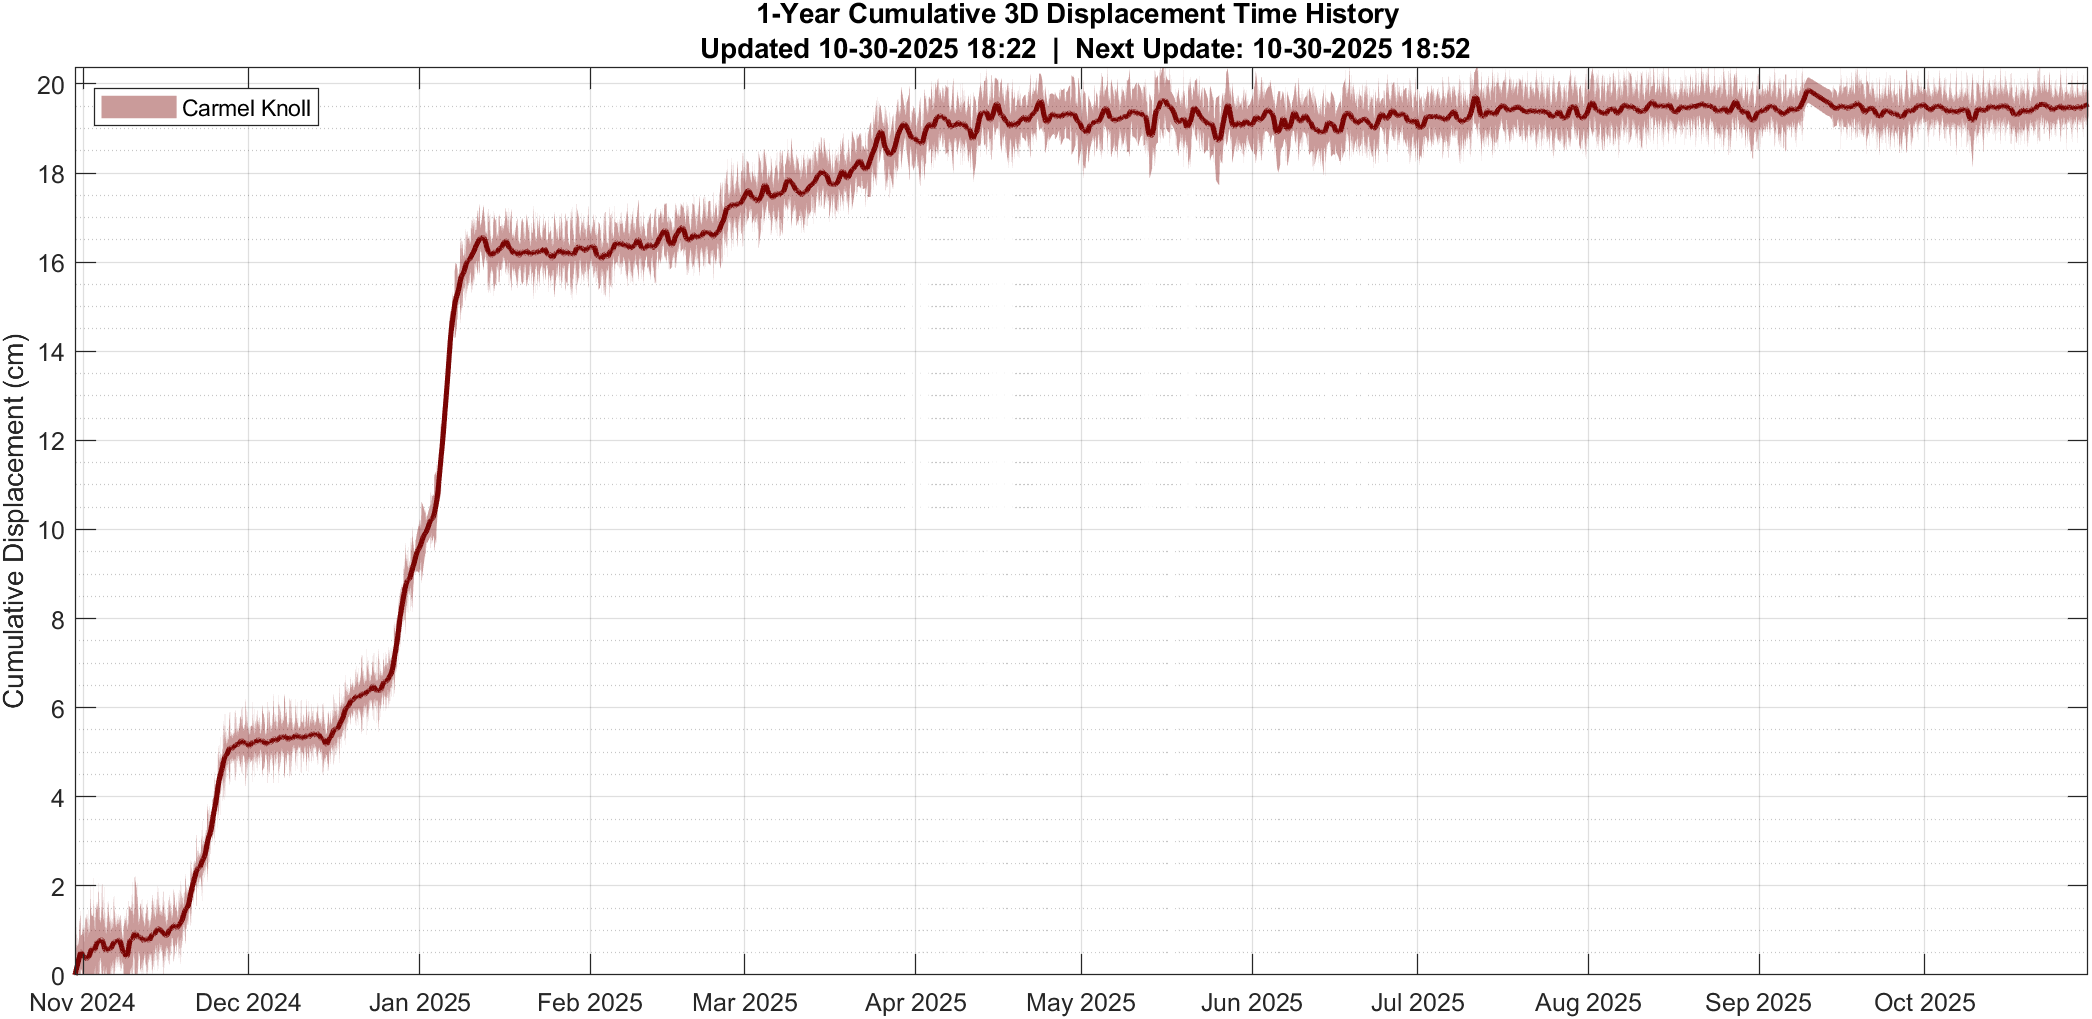 1-Year Cumulative 3D Displacement Time History
Updated 10-30-2025 18:22 | Next Update: 10-30-2025 18:52
Carmel Knoll
Cumulative Displacement (cm)
20
18
16
14
12
10
8
6
4
2
0
Nov 2024 Dec 2024 Jan 2025 Feb 2025 Mar 2025 Apr 2025 May 2025 Jun 2025 Jul 2025 Aug 2025 Sep 2025 Oct 2025